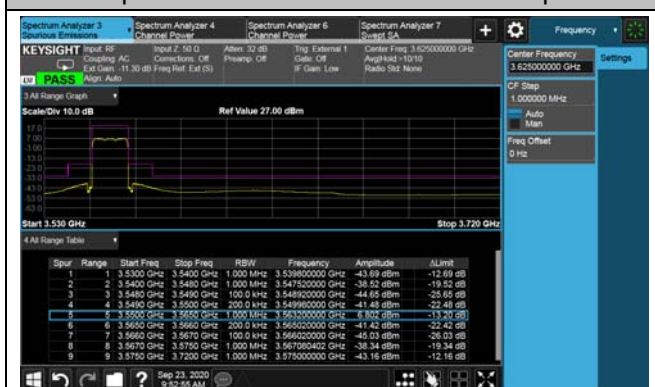 Spectrum Analyzer 3
Spurious Emissions
Spectrum Analyzer 4
Channel Power
Spectrum Analyzer 6
Channel Power
Spectrum Analyzer 7
Swept SA
Frequency
KEYSIGHT
Input: RF
Coupling: AC
Ext Gain: -11.30 dB
Align: Auto
Input Z: 50 Ω
Corrections: Off
Freq Ref: Ext (S)
Atten: 32 dB
Preamp: Off
Trig: External 1
Gate: Off
IF Gain: Low
Center Freq: 3.625000000 GHz
Avg|Hold:>10/10
Radio Std: None
PASS
Center Frequency
3.625000000 GHz
Settings
CF Step
1.000000 MHz
Auto
Man
Freq Offset
0 Hz
3 All Range Graph
Scale/Div 10.0 dB
Ref Value 27.00 dBm
17.0
7.00
-3.00
-13.0
-23.0
-33.0
-43.0
-53.0
-63.0
Start 3.530 GHz
Stop 3.720 GHz
4 All Range Table
Spur Range Start Freq Stop Freq RBW Frequency Amplitude ΔLimit
1 1 3.5300 GHz 3.5400 GHz 1.000 MHz 3.539800000 GHz -43.69 dBm -12.69 dB
2 2 3.5400 GHz 3.5480 GHz 1.000 MHz 3.547520000 GHz -38.52 dBm -19.52 dB
3 3 3.5480 GHz 3.5490 GHz 100.0 kHz 3.548920000 GHz -44.65 dBm -25.65 dB
4 4 3.5490 GHz 3.5500 GHz 200.0 kHz 3.549980000 GHz -41.48 dBm -22.48 dB
5 5 3.5500 GHz 3.5650 GHz 1.000 MHz 3.563200000 GHz 6.802 dBm -13.20 dB
6 6 3.5650 GHz 3.5660 GHz 200.0 kHz 3.565020000 GHz -41.42 dBm -22.42 dB
7 7 3.5660 GHz 3.5670 GHz 100.0 kHz 3.566020000 GHz -45.03 dBm -26.03 dB
8 8 3.5670 GHz 3.5750 GHz 1.000 MHz 3.567080402 GHz -38.34 dBm -19.34 dB
9 9 3.5750 GHz 3.7200 GHz 1.000 MHz 3.575000000 GHz -43.16 dBm -12.16 dB
Sep 23, 2020
9:52:55 AM